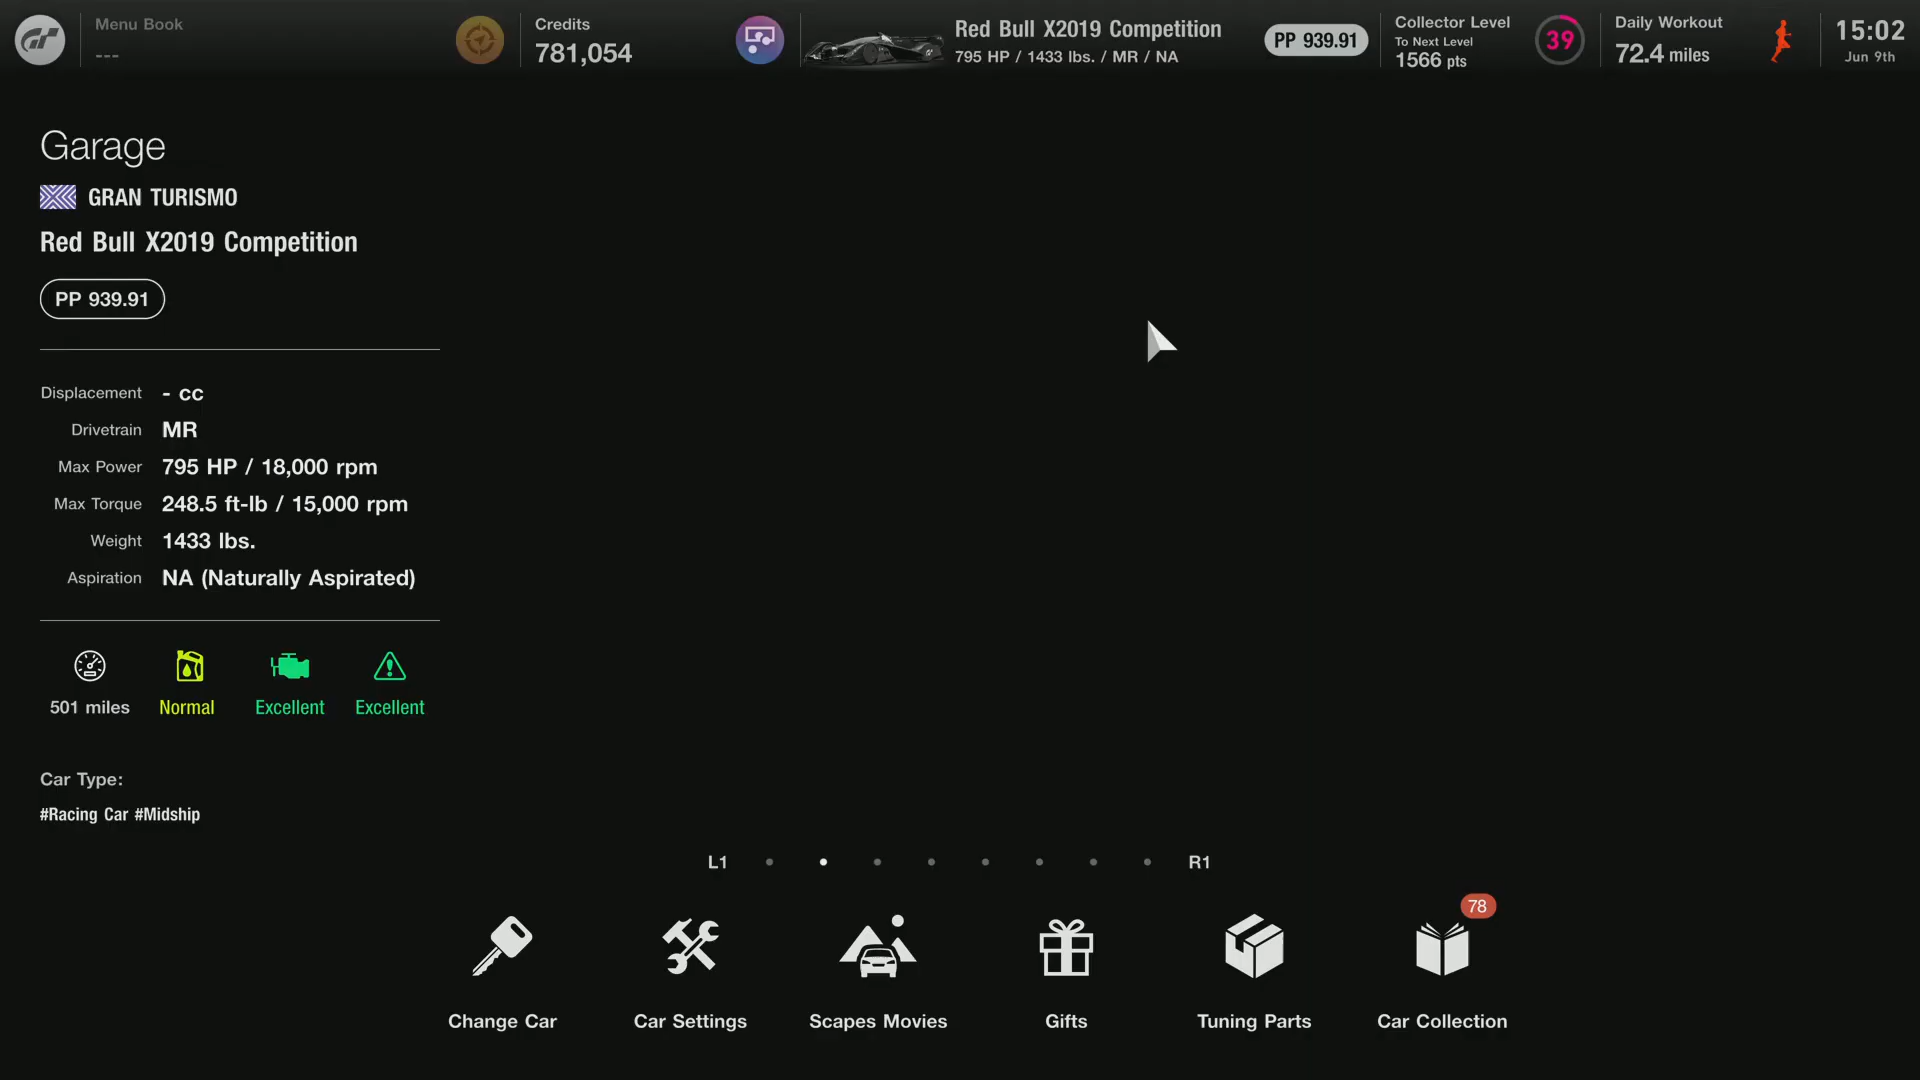 Menu Book
---
Credits
781,054
Red Bull X2019 Competition
795 HP / 1433 lbs. / MR / NA
PP 939.91
Collector Level
To Next Level
1566 pts
39
Daily Workout
72.4 miles
15:02
Jun 9th
Garage
GRAN TURISMO
Red Bull X2019 Competition
PP 939.91
Displacement - cc
Drivetrain MR
Max Power 795 HP / 18,000 rpm
Max Torque 248.5 ft-lb / 15,000 rpm
Weight 1433 lbs.
Aspiration NA (Naturally Aspirated)
501 miles Normal Excellent Excellent
Car Type:
#Racing Car #Midship
L1 R1
78
Change Car Car Settings Scapes Movies Gifts Tuning Parts Car Collection